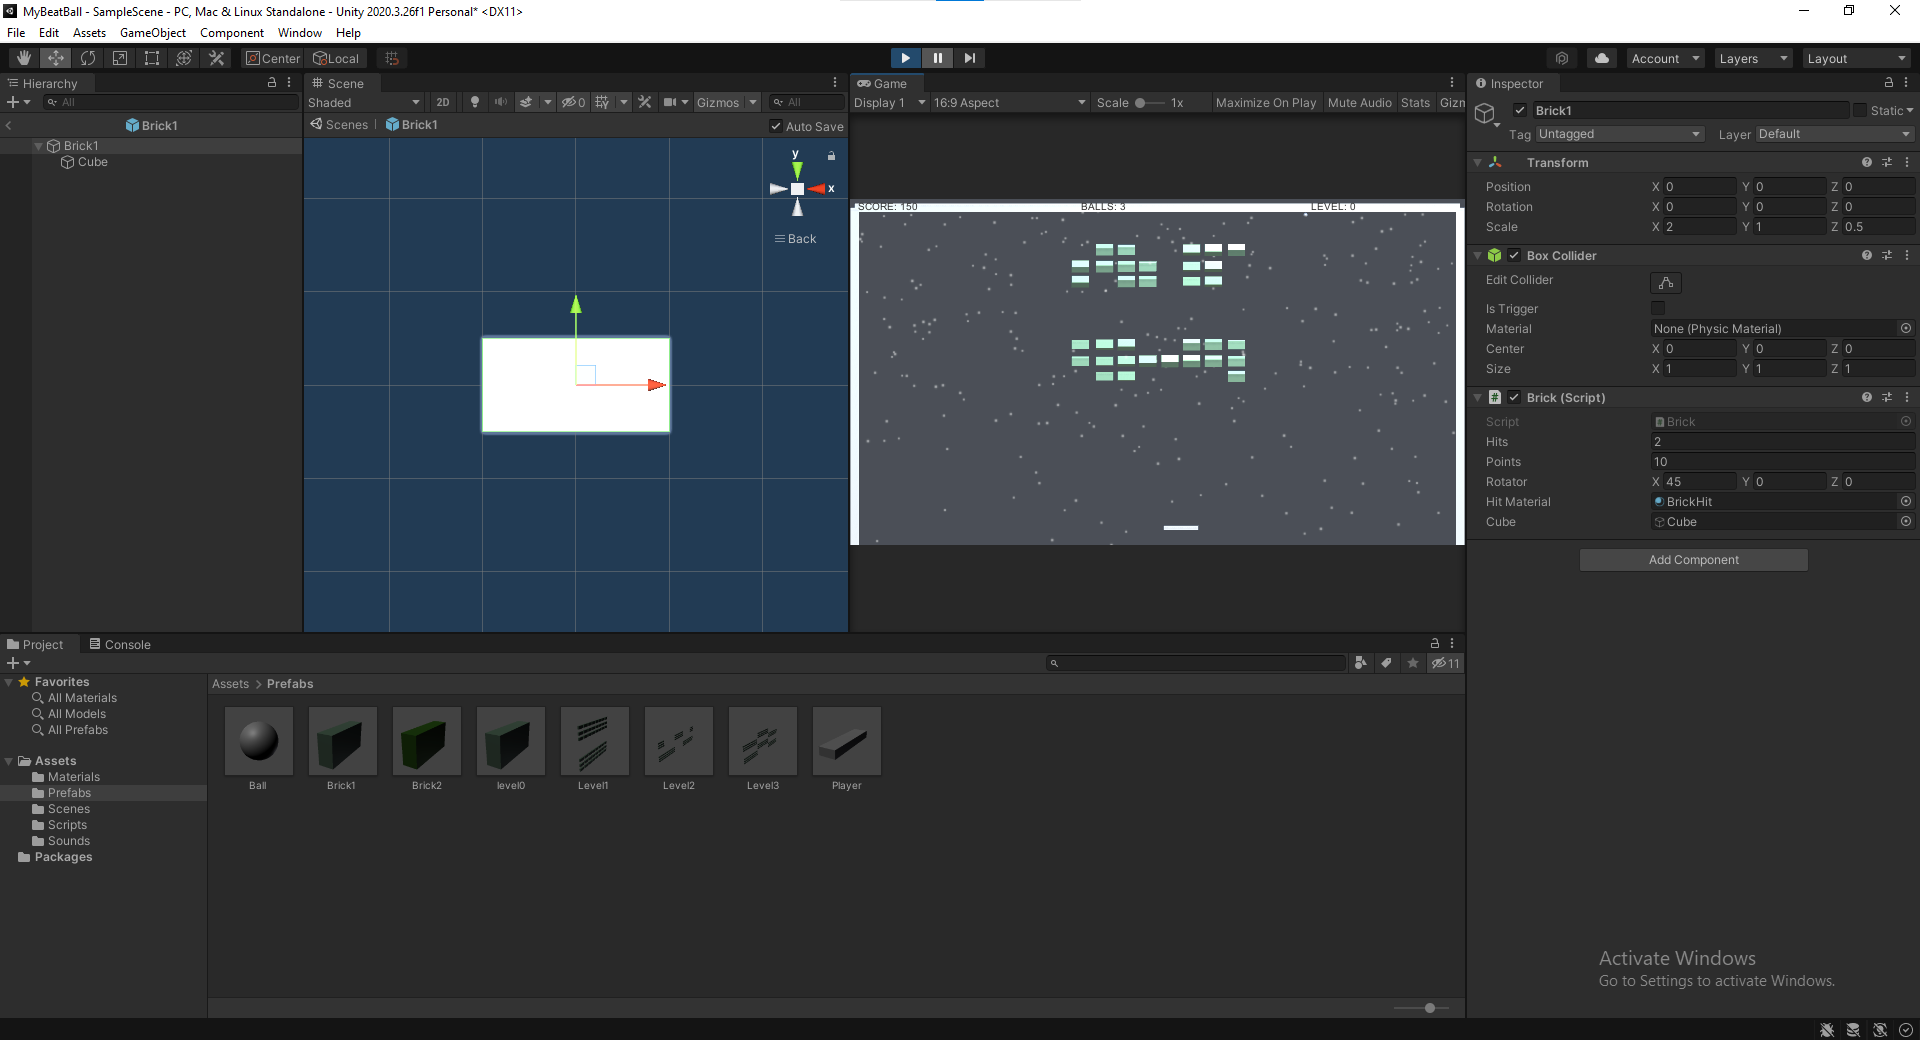 MyBeatBall - SampleScene - PC, Mac & Linux Standalone - Unity 2020.3.26f1 Personal* <DX11>
File Edit Assets GameObject Component Window Help
Center Local Account Layers Layout
Hierarchy
All
Brick1
Brick1
Cube
Scene
Shaded 2D 0 Gizmos All
Scenes | Brick1 Auto Save
y
x
Back
Game
Display 1 16:9 Aspect Scale 1x Maximize On Play Mute Audio Stats Gizm
SCORE: 150 BALLS: 3 LEVEL: 0
Inspector
Brick1 Static
Tag Untagged Layer Default
Transform
Position X 0 Y 0 Z 0
Rotation X 0 Y 0 Z 0
Scale X 2 Y 1 Z 0.5
Box Collider
Edit Collider
Is Trigger
Material None (Physic Material)
Center X 0 Y 0 Z 0
Size X 1 Y 1 Z 1
# Brick (Script)
Script Brick
Hits 2
Points 10
Rotator X 45 Y 0 Z 0
Hit Material BrickHit
Cube Cube
Add Component
Project Console
11
Favorites
All Materials
All Models
All Prefabs
Assets
Materials
Prefabs
Scenes
Scripts
Sounds
Packages
Assets > Prefabs
Ball Brick1 Brick2 level0 Level1 Level2 Level3 Player
Activate Windows
Go to Settings to activate Windows.